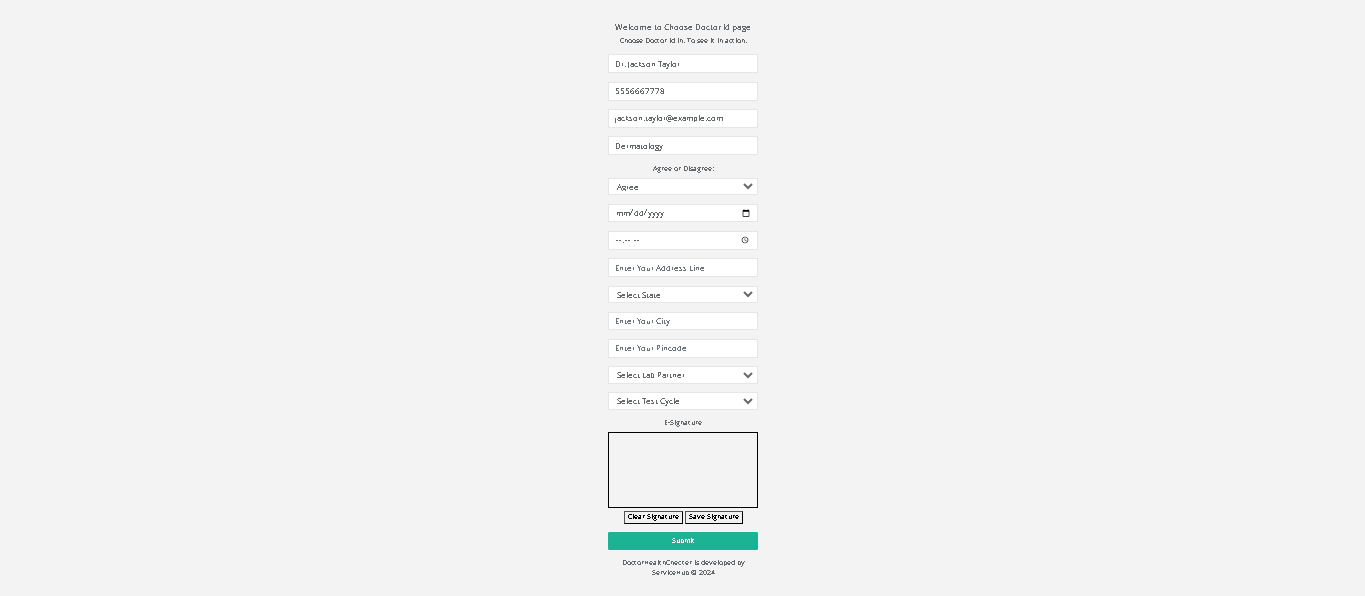 Welcome to Choose Doctor Id page
Choose Doctor Id in. To see it in action.
Dr. Jackson Taylor
5556667778
jackson.taylor@example.com
Dermatology
Agree or Disagree:
Agree
mm/dd/yyyy
--:-- --
Enter Your Address Line
Select State
Enter Your City
Enter Your Pincode
Select Lab Partner
Select Test Cycle
E-Signature
Clear Signature Save Signature
Submit
DoctorHealthChecker is developed by
ServiceHub © 2024